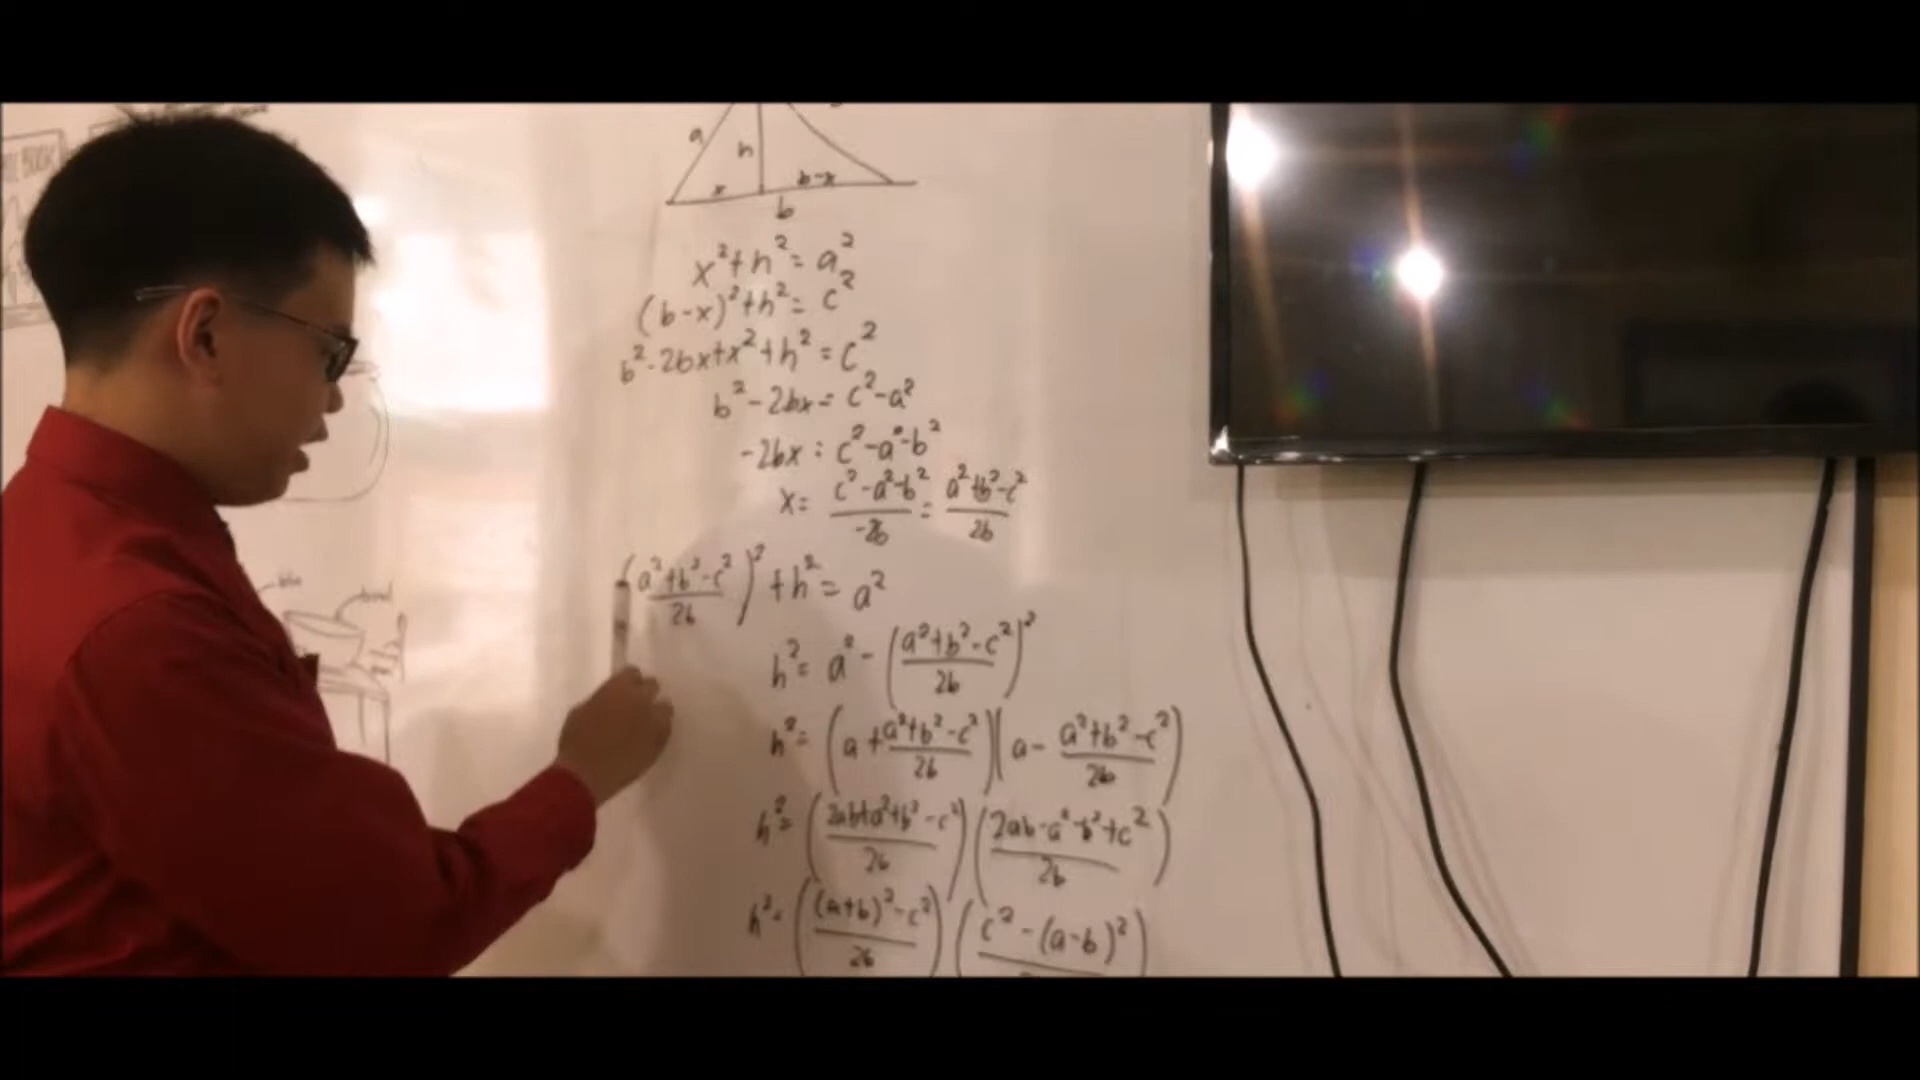 a
h
x b-x
b
x²+h²=a²
(b-x)²+h²=c²
b²-2bx+x²+h²=c²
b²-2bx=c²-a²
-2bx=c²-a²-b²
x=(c²-a²-b²)/(-2b)=(a²+b²-c²)/(2b)
((a²+b²-c²)/(2b))²+h²=a²
h²=a²-((a²+b²-c²)/(2b))²
h²=(a+(a²+b²-c²)/(2b))(a-(a²+b²-c²)/(2b))
h²=((2ab+a²+b²-c²)/(2b))((2ab-a²-b²+c²)/(2b))
h²=(((a+b)²-c²)/(2b))(c²-(a-b)²)